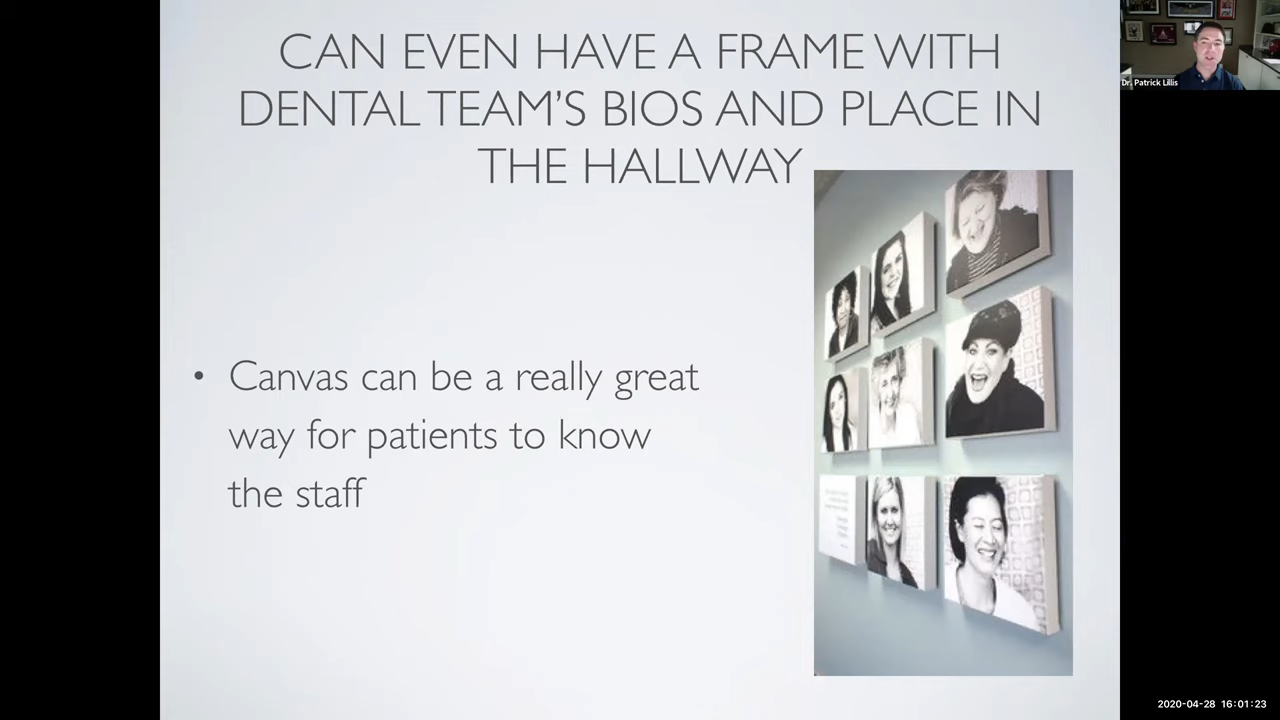 CAN EVEN HAVE A FRAME WITH
DENTAL TEAM'S BIOS AND PLACE IN
THE HALLWAY
• Canvas can be a really great
way for patients to know
the staff
Dr. Patrick Lillis
2020-04-28 16:01:23